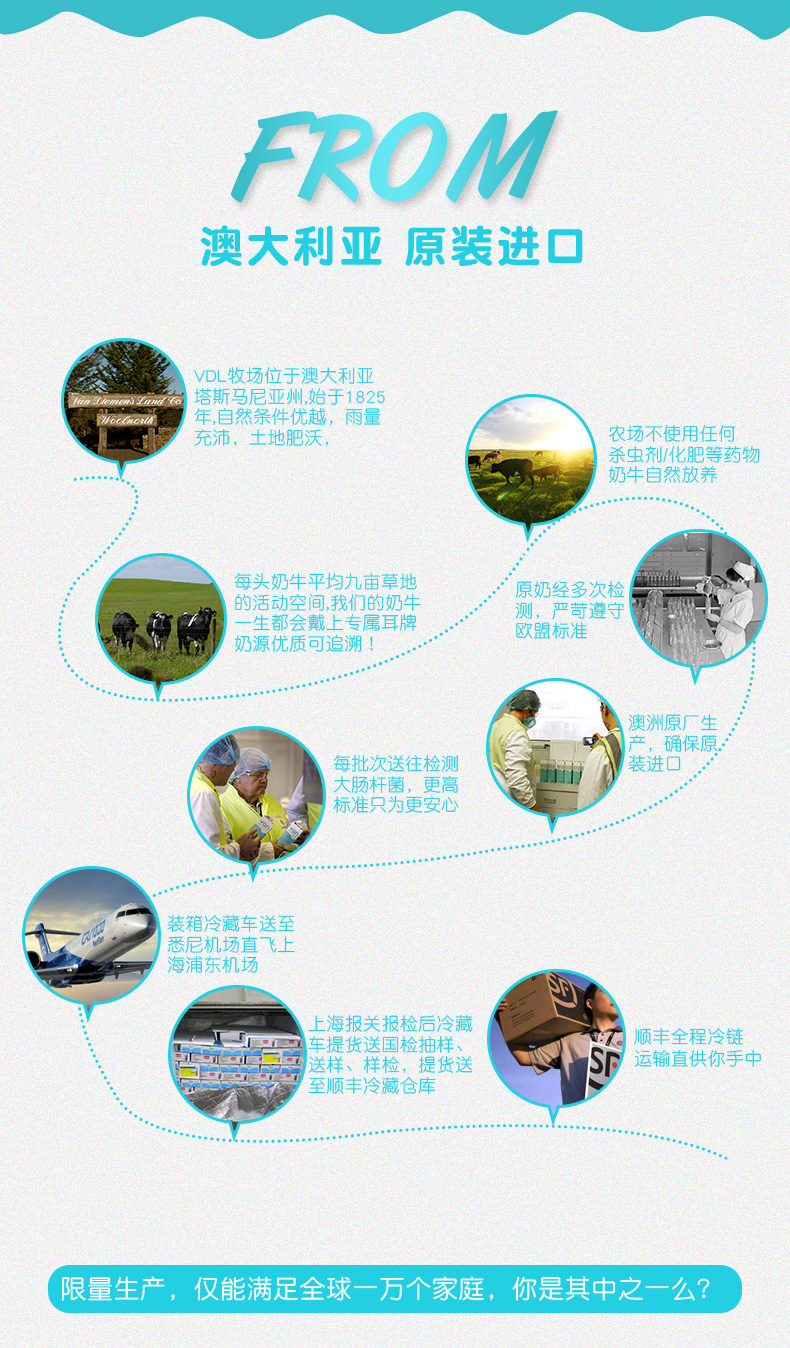 FROM
澳大利亚 原装进口
Van Diemen's Land Co.
Woolnorth
VDL牧场位于澳大利亚
塔斯马尼亚州,始于1825
年,自然条件优越，雨量
充沛，土地肥沃，
农场不使用任何
杀虫剂/化肥等药物
奶牛自然放养
每头奶牛平均九亩草地
的活动空间,我们的奶牛
一生都会戴上专属耳牌
奶源优质可追溯！
原奶经多次检
测，严苛遵守
欧盟标准
澳洲原厂生
产，确保原
装进口
每批次送往检测
大肠杆菌，更高
标准只为更安心
装箱冷藏车送至
悉尼机场直飞上
海浦东机场
上海报关报检后冷藏
车提货送国检抽样、
送样、样检，提货送
至顺丰冷藏仓库
SF
SF
顺丰全程冷链
运输直供你手中
限量生产，仅能满足全球一万个家庭，你是其中之一么？